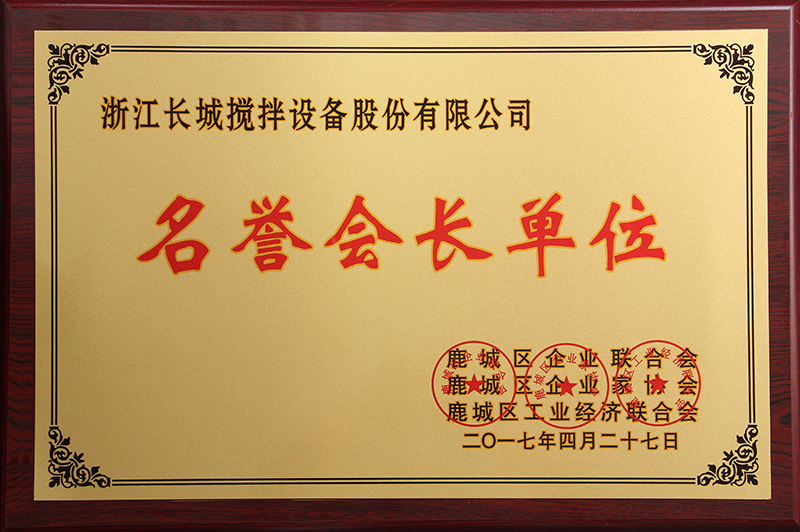 浙江长城搅拌设备股份有限公司
名誉会长单位
鹿城区企业联合会
鹿城区企业家协会
鹿城区工业经济联合会
二〇一七年四月二十七日